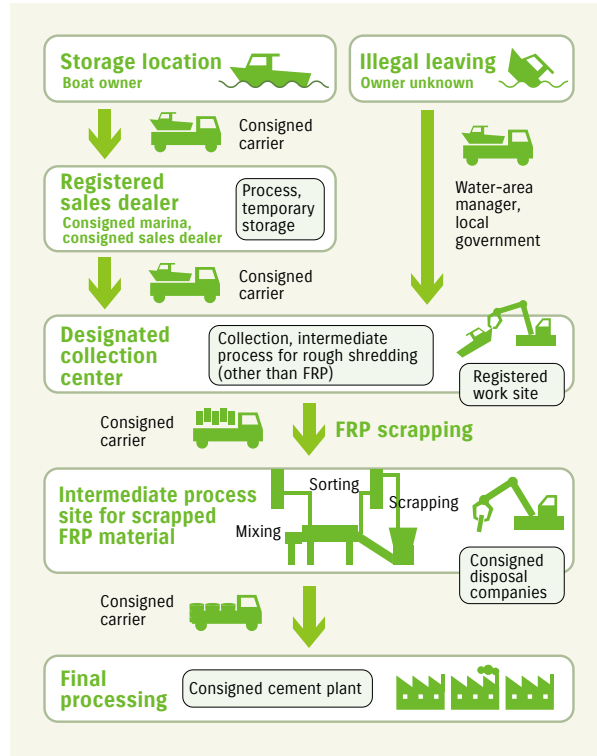 Storage location
Boat owner
Illegal leaving
Owner unknown
Consigned
carrier
Registered
sales dealer
Consigned marina,
consigned sales dealer
Process,
temporary
storage
Water-area
manager,
local
government
Consigned
carrier
Designated
collection
center
Collection, intermediate
process for rough shredding
(other than FRP)
Registered
work site
Consigned
carrier
FRP scrapping
Intermediate process
site for scrapped
FRP material
Mixing
Sorting
Scrapping
Consigned
disposal
companies
Consigned
carrier
Final
processing
Consigned cement plant